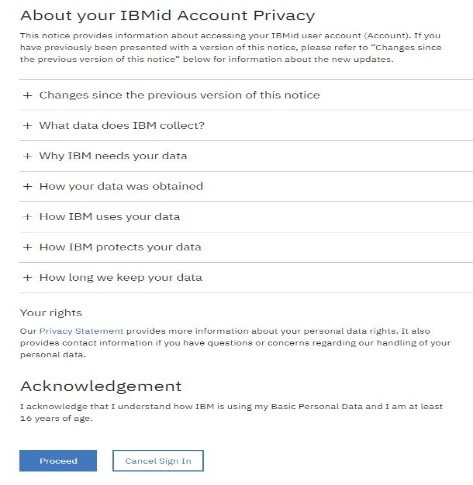 About your IBMid Account Privacy
This notice provides information about accessing your IBMid user account (Account). If you
have previously been presented with a version of this notice, please refer to "Changes since
the previous version of this notice" below for information about the new updates.
+ Changes since the previous version of this notice
+ What data does IBM collect?
+ Why IBM needs your data
+ How your data was obtained
+ How IBM uses your data
+ How IBM protects your data
+ How long we keep your data
Your rights
Our Privacy Statement provides more information about your personal data rights. It also
provides contact information if you have questions or concerns regarding our handling of your
personal data.
Acknowledgement
I acknowledge that I understand how IBM is using my Basic Personal Data and I am at least
16 years of age.
Proceed
Cancel Sign In